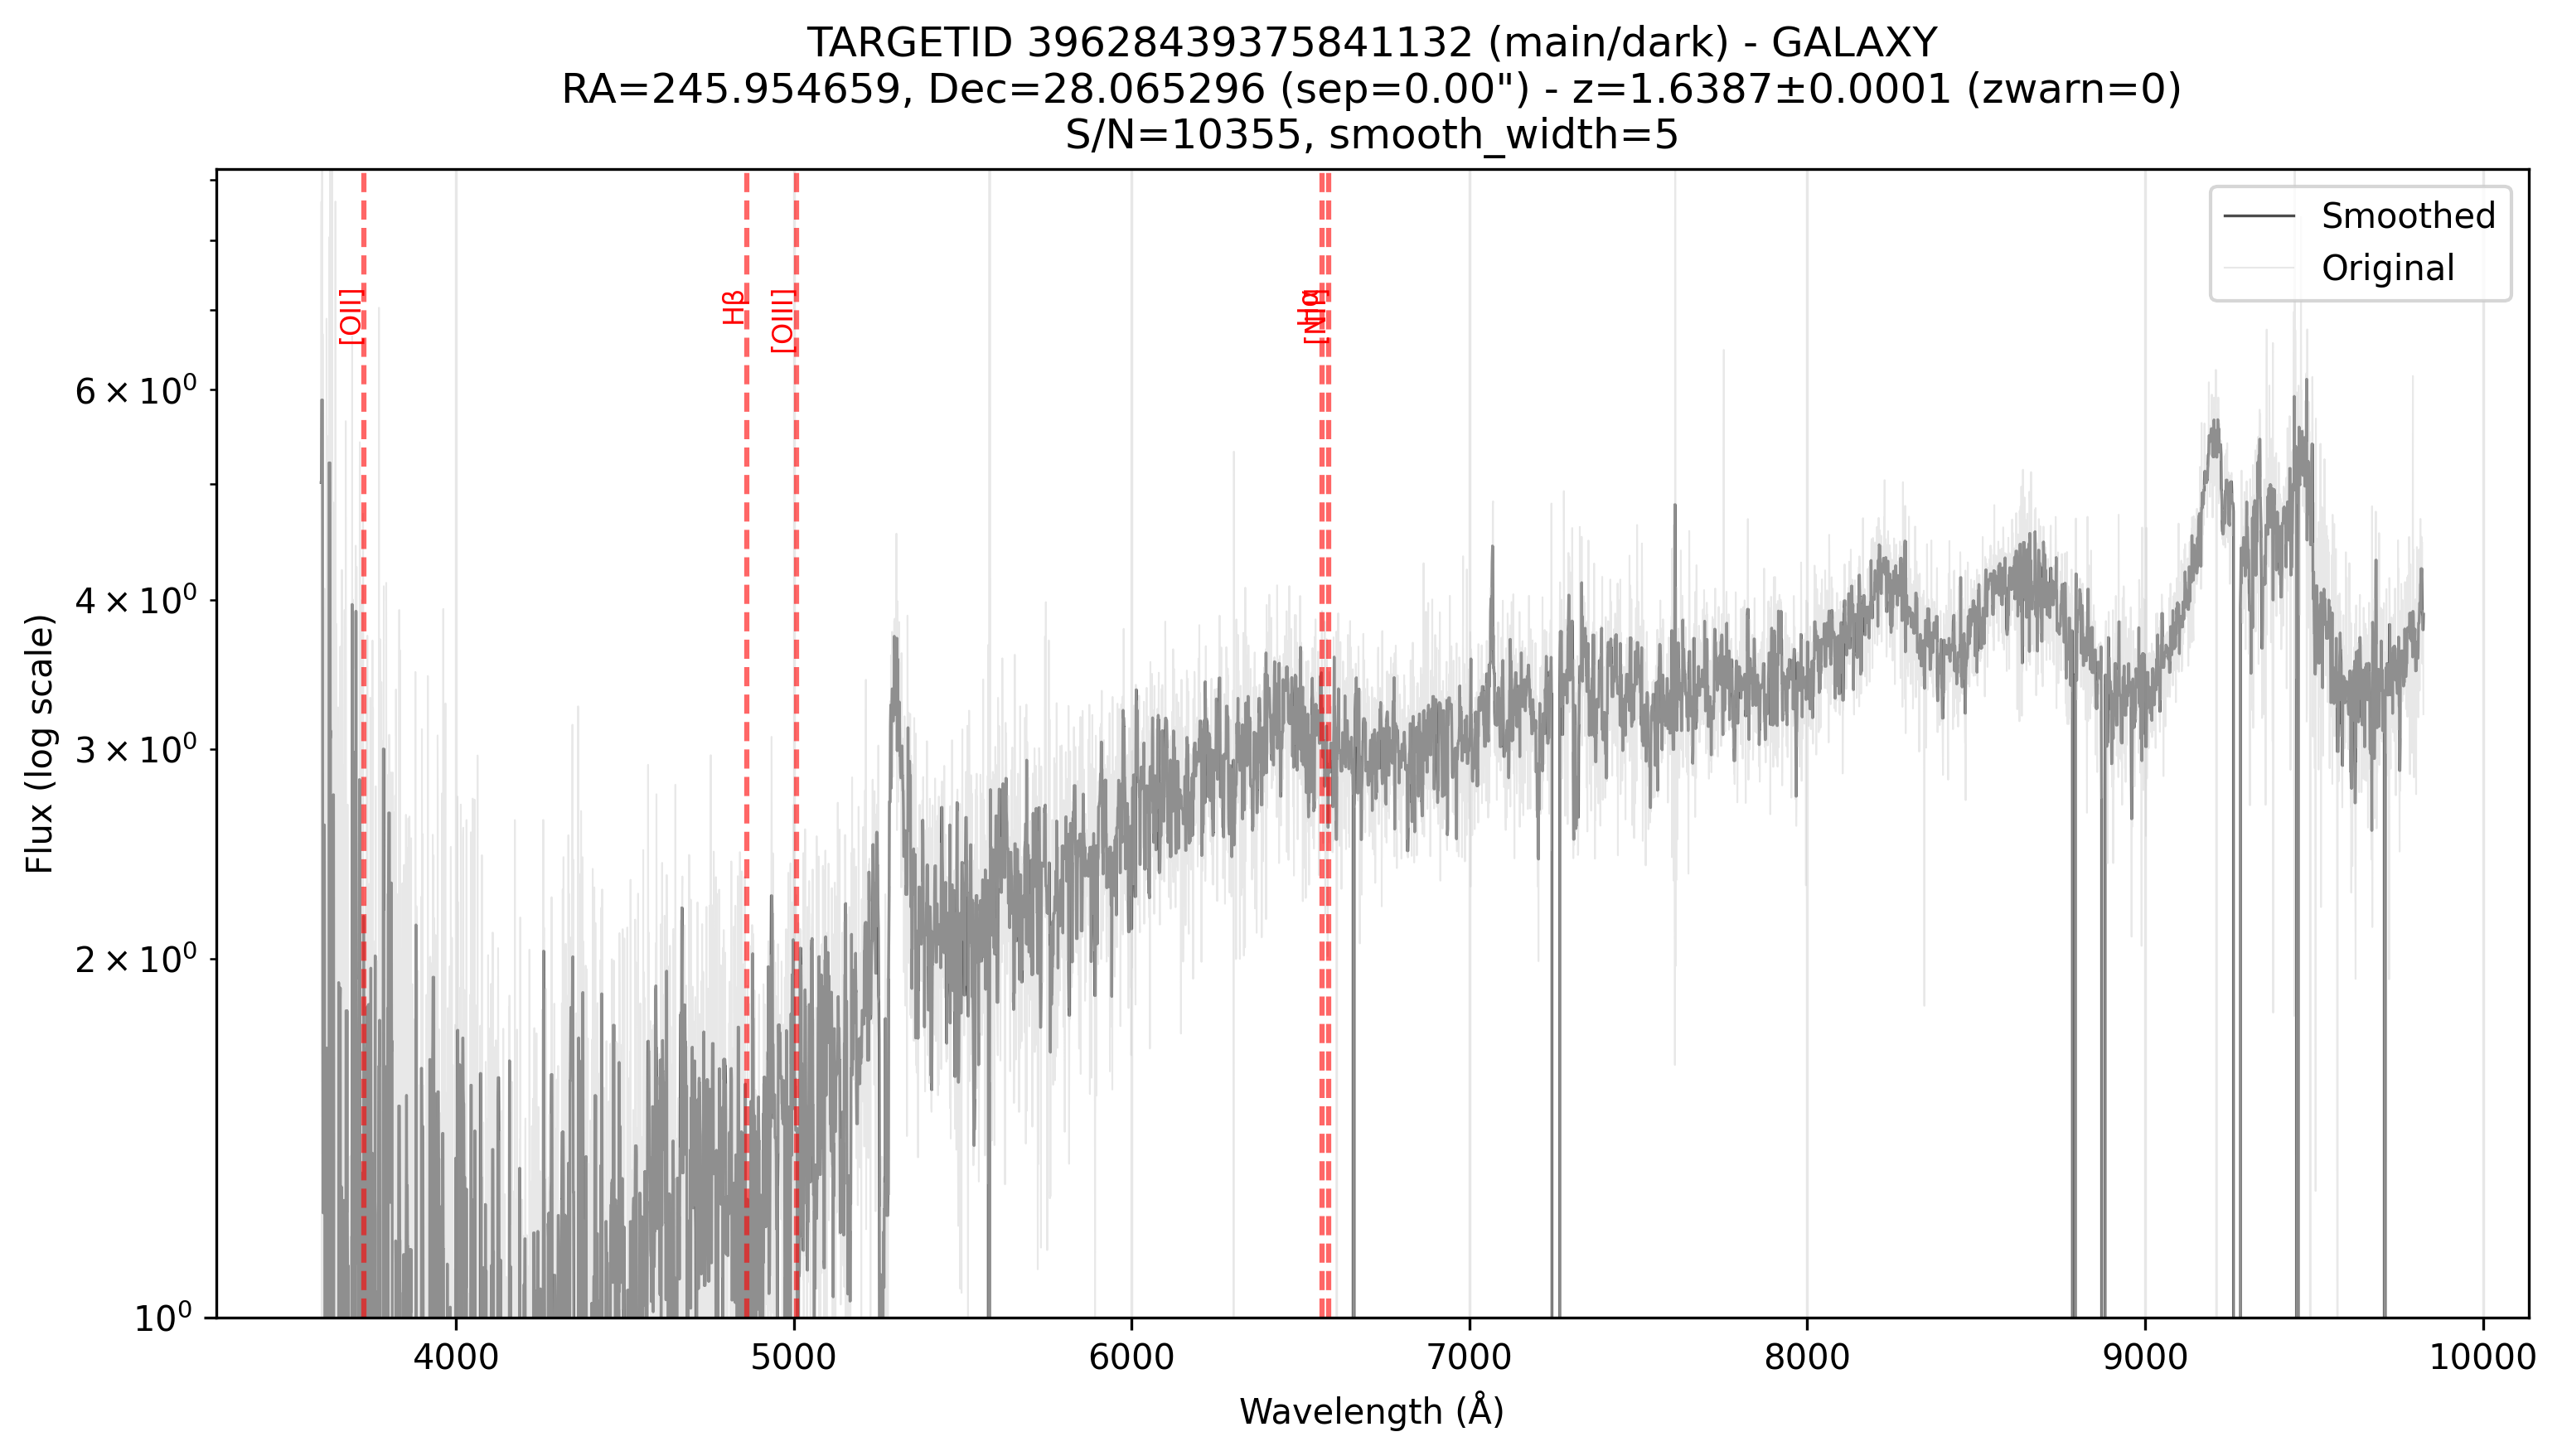 TARGETID 39628439375841132 (main/dark) - GALAXY
RA=245.954659, Dec=28.065296 (sep=0.00") - z=1.6387±0.0001 (zwarn=0)
S/N=10355, smooth_width=5
Smoothed
Original
[OII]
Hβ
[OIII]
Hα
[NII]
Flux (log scale)
6 × 10⁰
4 × 10⁰
3 × 10⁰
2 × 10⁰
10⁰
4000 5000 6000 7000 8000 9000 10000
Wavelength (Å)